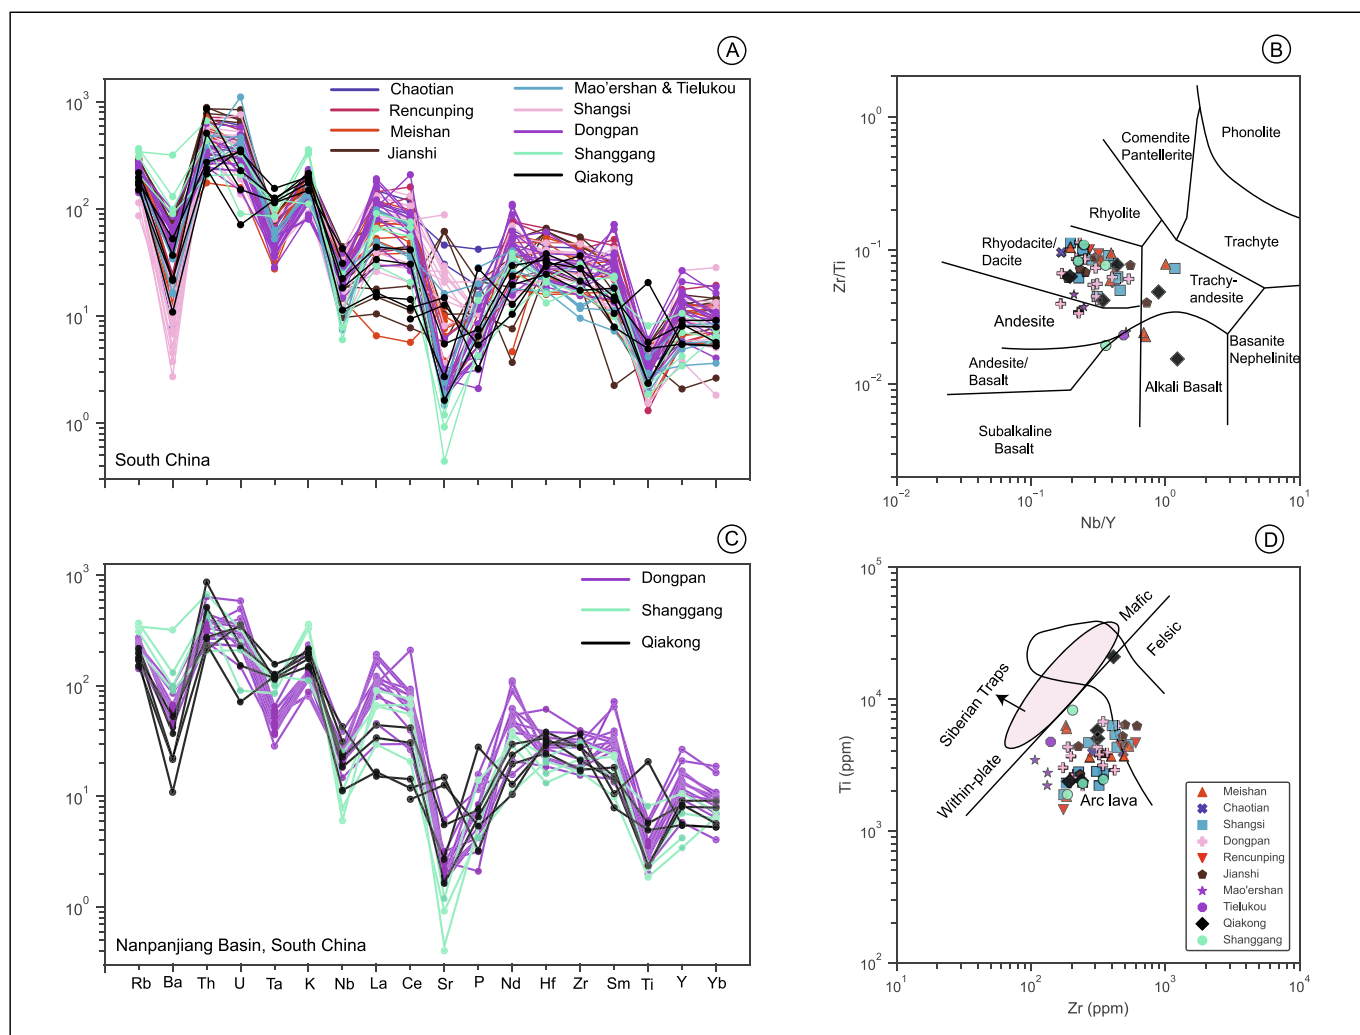 A
Chaotian
Rencunping
Meishan
Jianshi
Mao'ershan & Tielukou
Shangsi
Dongpan
Shanggang
Qiakong
10³
10²
10¹
10⁰
South China
B
Zr/Ti
10⁰
10⁻¹
10⁻²
Comendite
Pantellerite
Phonolite
Rhyolite
Trachyte
Rhyodacite/
Dacite
Trachy-
andesite
Andesite
Basanite
Nephelinite
Andesite/
Basalt
Alkali Basalt
Subalkaline
Basalt
10⁻² 10⁻¹ 10⁰ 10¹
Nb/Y
C
Dongpan
Shanggang
Qiakong
10³
10²
10¹
10⁰
Nanpanjiang Basin, South China
Rb Ba Th U Ta K Nb La Ce Sr P Nd Hf Zr Sm Ti Y Yb
D
Ti (ppm)
10⁵
10⁴
10³
10²
Mafic
Felsic
Siberian Traps
Within-plate
Arc lava
Meishan
Chaotian
Shangsi
Dongpan
Rencunping
Jianshi
Mao'ershan
Tielukou
Qiakong
Shanggang
10¹ 10² 10³ 10⁴
Zr (ppm)